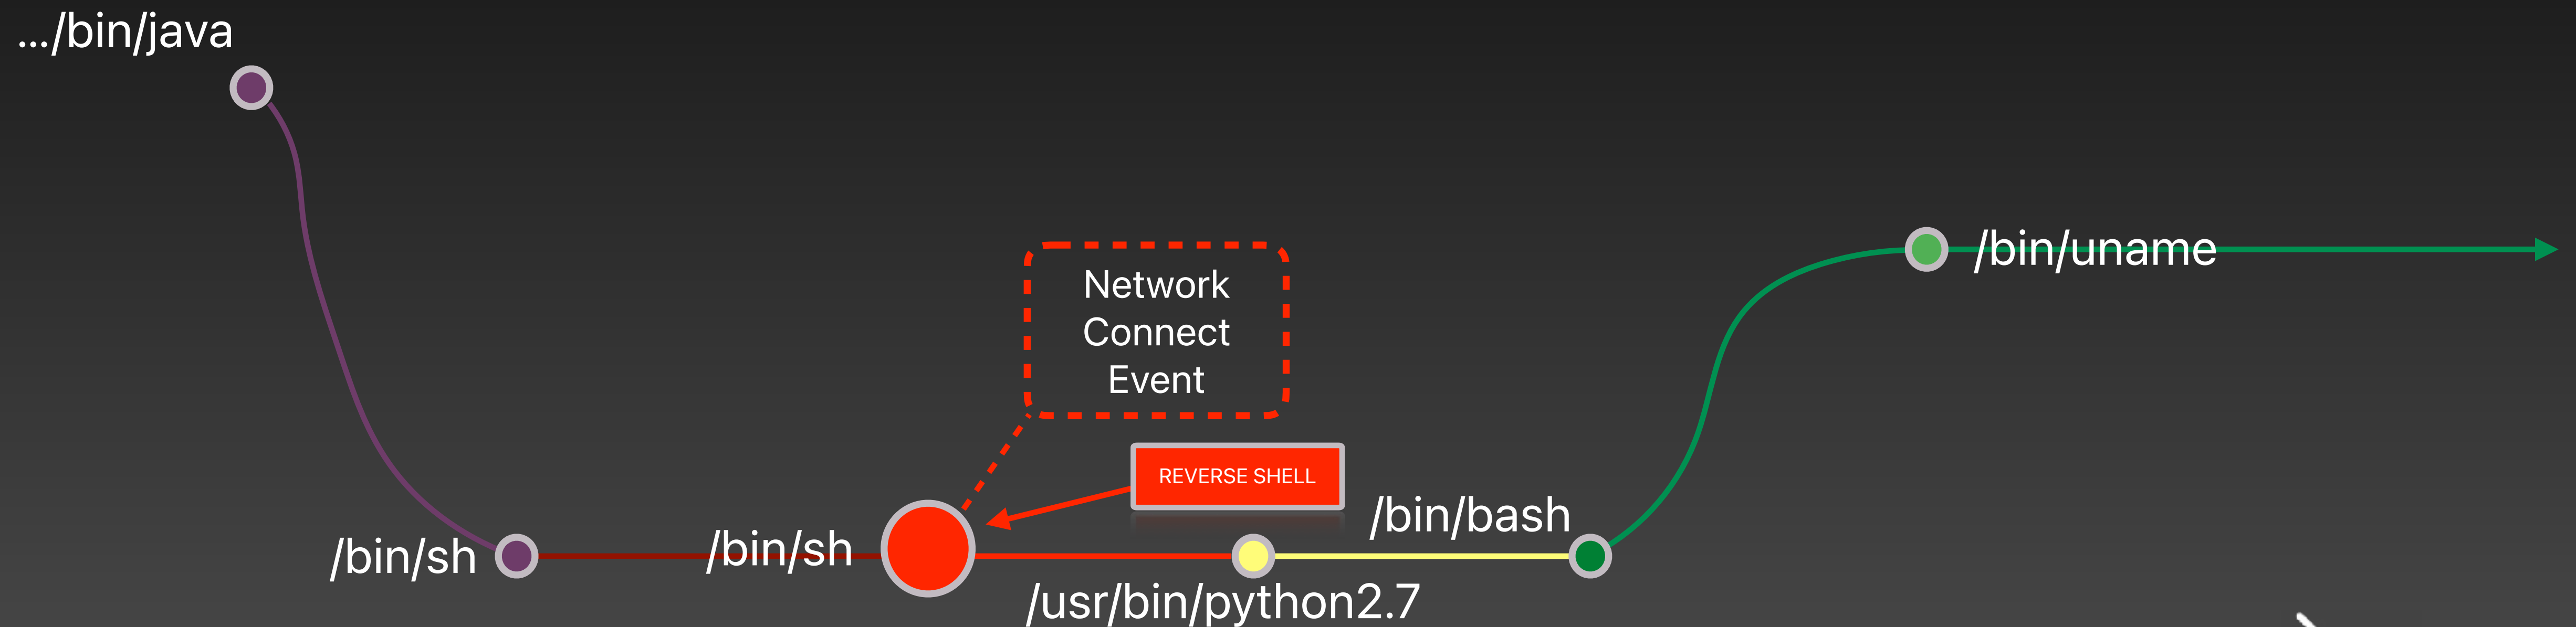 .../bin/java
Network
Connect
Event
REVERSE SHELL
/bin/sh
/bin/sh
/usr/bin/python2.7
/bin/bash
/bin/uname